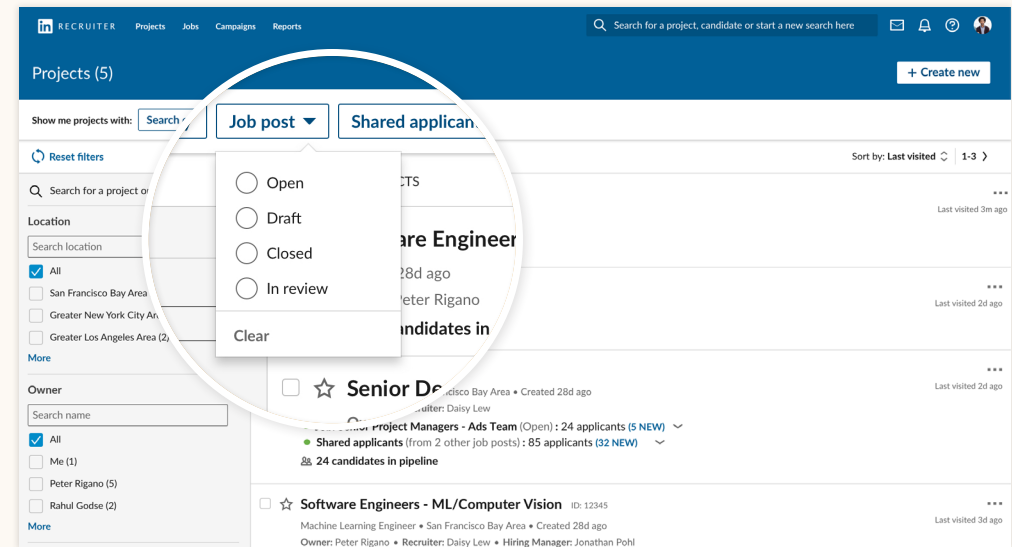 in RECRUITER Projects Jobs Campaigns Reports Search for a project, candidate or start a new search here
Projects (5) + Create new
Show me projects with: Search Job post Shared applican
Reset filters Sort by: Last visited 1-3
Search for a project
Location
Search location
All
San Francisco Bay Area
Greater New York City
Greater Los Angeles Area (2)
More
Owner
Search name
All
Me (1)
Peter Rigano (5)
Rahul Godse (2)
More
Open
Draft
Closed
In review
Clear
CTS
are Engineer
28d ago
Peter Rigano
andidates in
Last visited 3m ago
Last visited 2d ago
Senior De
cisco Bay Area • Created 28d ago
Last visited 2d ago
ruiter: Daisy Lew
Senior Project Managers - Ads Team (Open) : 24 applicants (5 NEW)
• Shared applicants (from 2 other job posts) : 85 applicants (32 NEW)
24 candidates in pipeline
Software Engineers - ML/Computer Vision ID: 12345
Machine Learning Engineer • San Francisco Bay Area • Created 28d ago
Last visited 3d ago
Owner: Peter Rigano • Recruiter: Daisy Lew • Hiring Manager: Jonathan Pohl